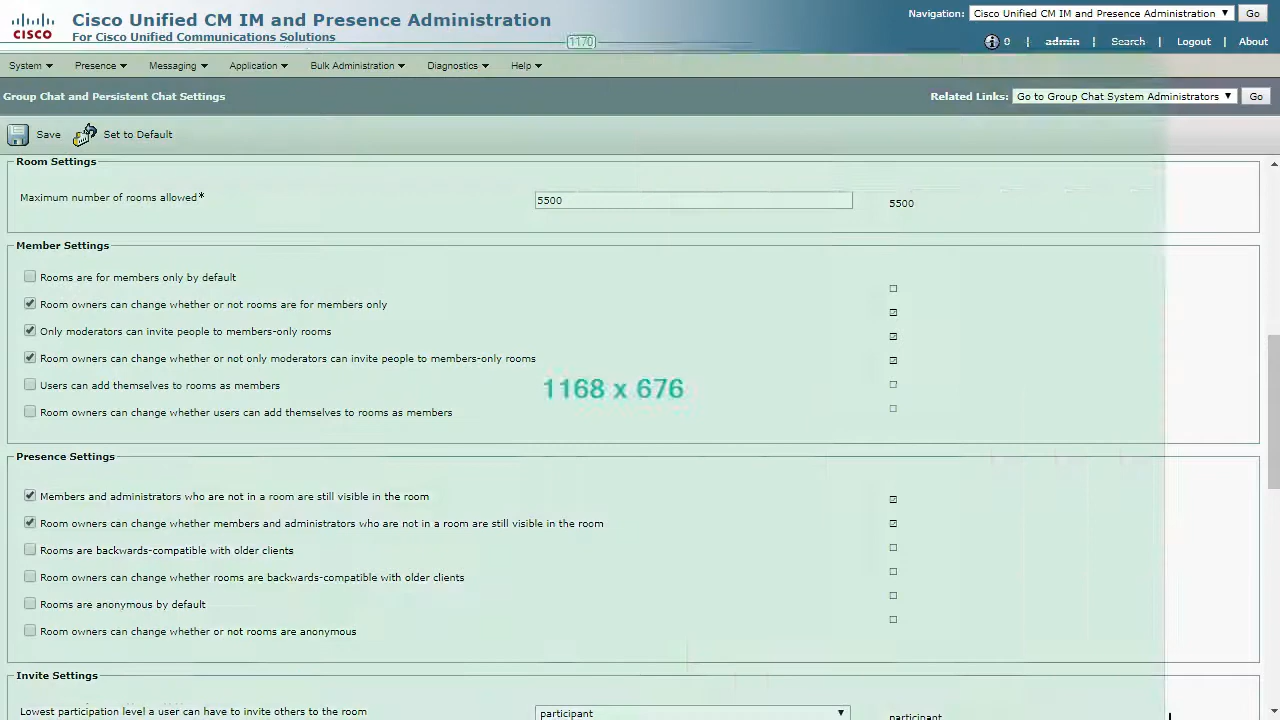 Cisco Unified CM IM and Presence Administration
For Cisco Unified Communications Solutions
CISCO
Navigation: Cisco Unified CM IM and Presence Administration Go
1170
0 | admin | Search | Logout | About
System Presence Messaging Application Bulk Administration Diagnostics Help
Group Chat and Persistent Chat Settings
Related Links: Go to Group Chat System Administrators Go
Save Set to Default
Room Settings
Maximum number of rooms allowed* 5500 5500
Member Settings
Rooms are for members only by default
Room owners can change whether or not rooms are for members only
Only moderators can invite people to members-only rooms
Room owners can change whether or not only moderators can invite people to members-only rooms
Users can add themselves to rooms as members
1168 x 676
Room owners can change whether users can add themselves to rooms as members
Presence Settings
Members and administrators who are not in a room are still visible in the room
Room owners can change whether members and administrators who are not in a room are still visible in the room
Rooms are backwards-compatible with older clients
Room owners can change whether rooms are backwards-compatible with older clients
Rooms are anonymous by default
Room owners can change whether or not rooms are anonymous
Invite Settings
Lowest participation level a user can have to invite others to the room participant participant